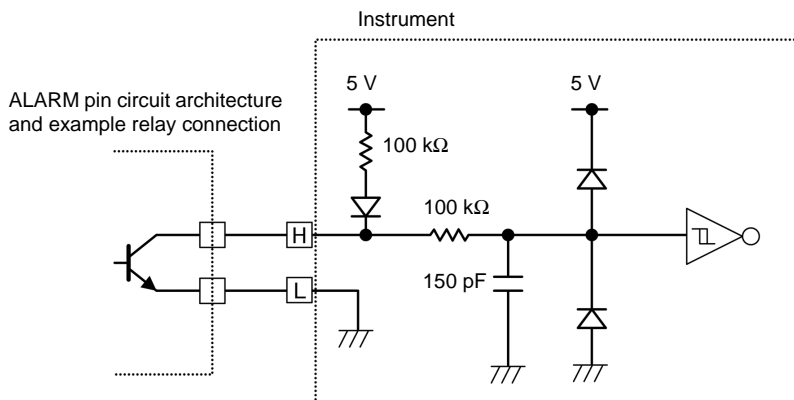 Instrument
ALARM pin circuit architecture
and example relay connection
5 V
5 V
100 kΩ
100 kΩ
H
150 pF
L